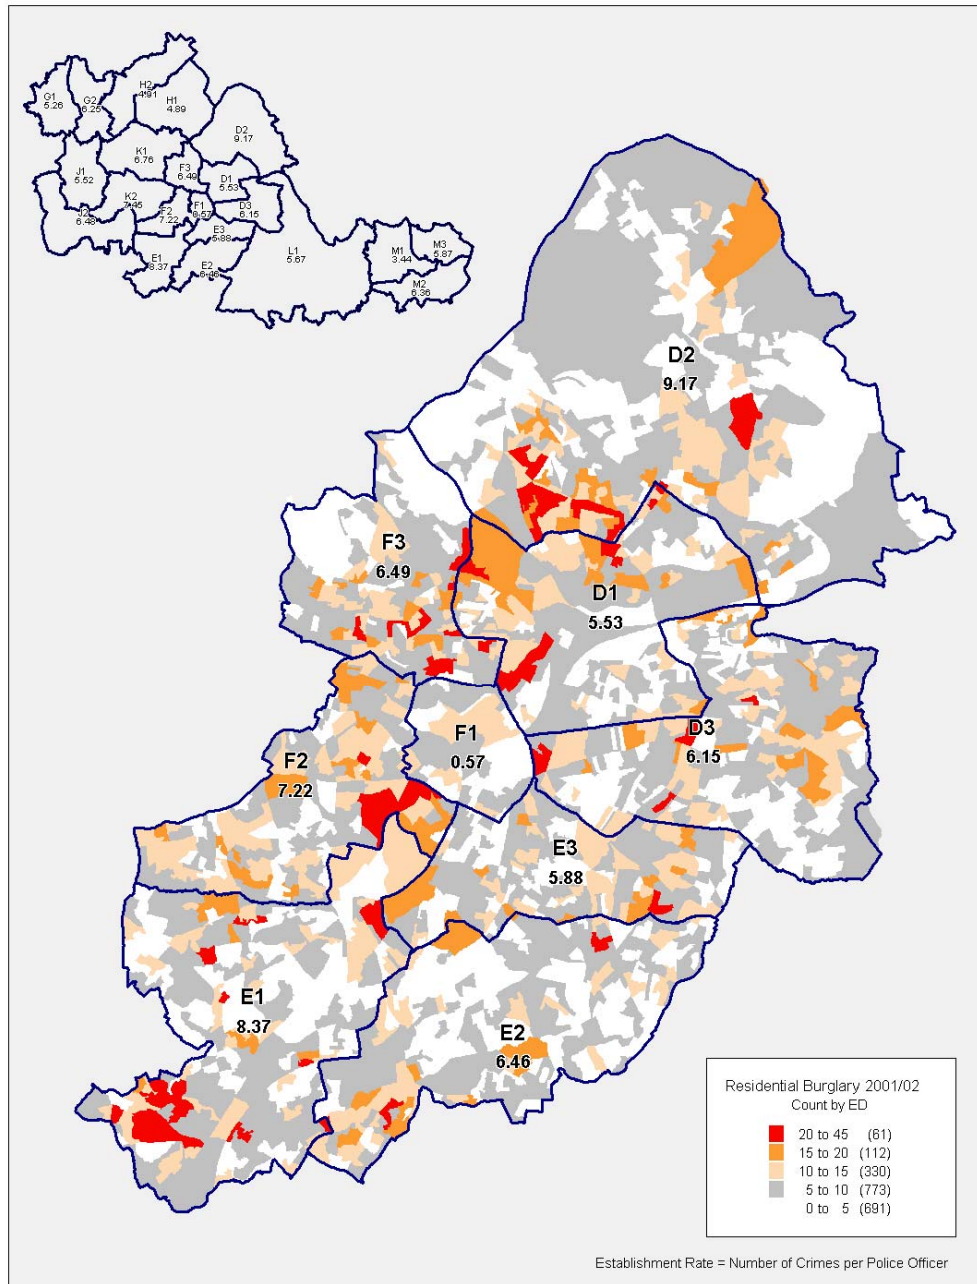 H2
4.91
G1
5.26
G2
6.25
H1
4.89
D2
9.17
K1
6.76
F3
6.49
J1
5.52
D1
5.53
K2
7.45
F1
D3
6.15
J2
6.48
F2
7.22
E3
5.88
E1
8.37
E2
6.46
L1
5.67
M1
3.44
M3
5.87
M2
6.36
D2
9.17
F3
6.49
D1
5.53
F1
0.57
D3
6.15
F2
7.22
E3
5.88
E1
8.37
E2
6.46
Residential Burglary 2001/02
Count by ED
20 to 45 (61)
15 to 20 (112)
10 to 15 (330)
5 to 10 (773)
0 to 5 (691)
Establishment Rate = Number of Crimes per Police Officer